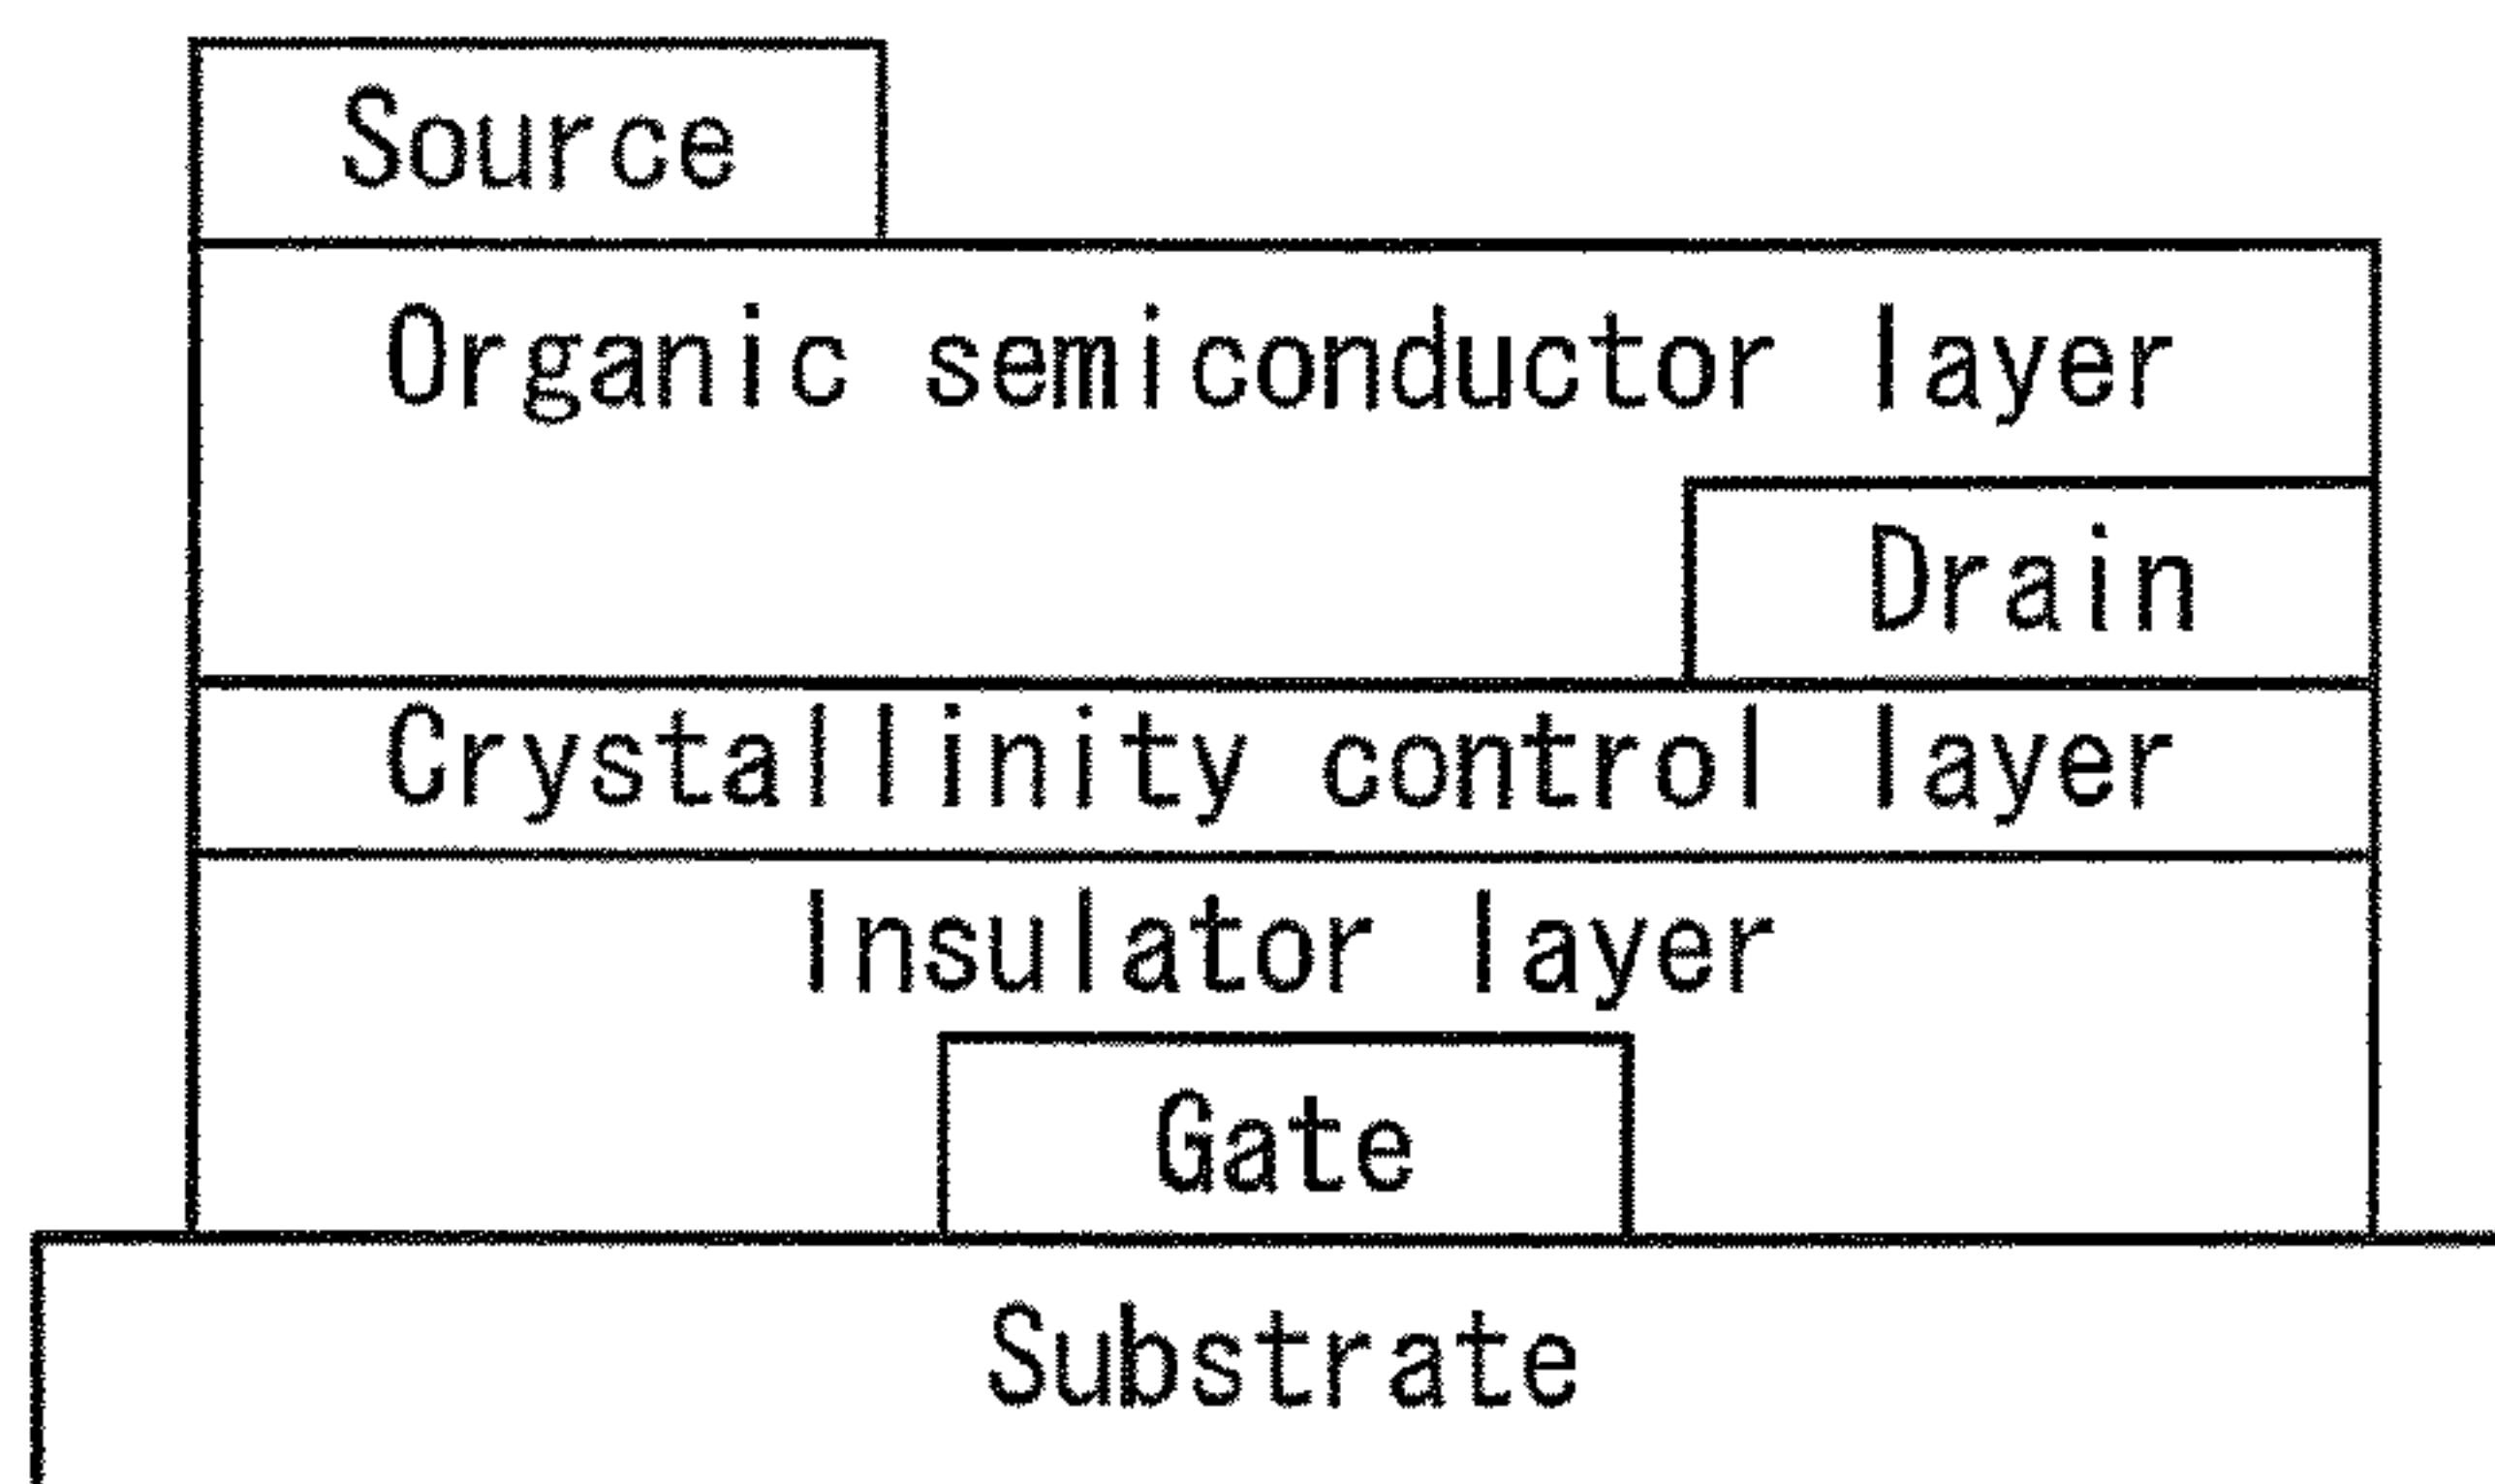 Source
Organic semiconductor layer
Drain
Crystallinity control layer
Insulator layer
Gate
Substrate